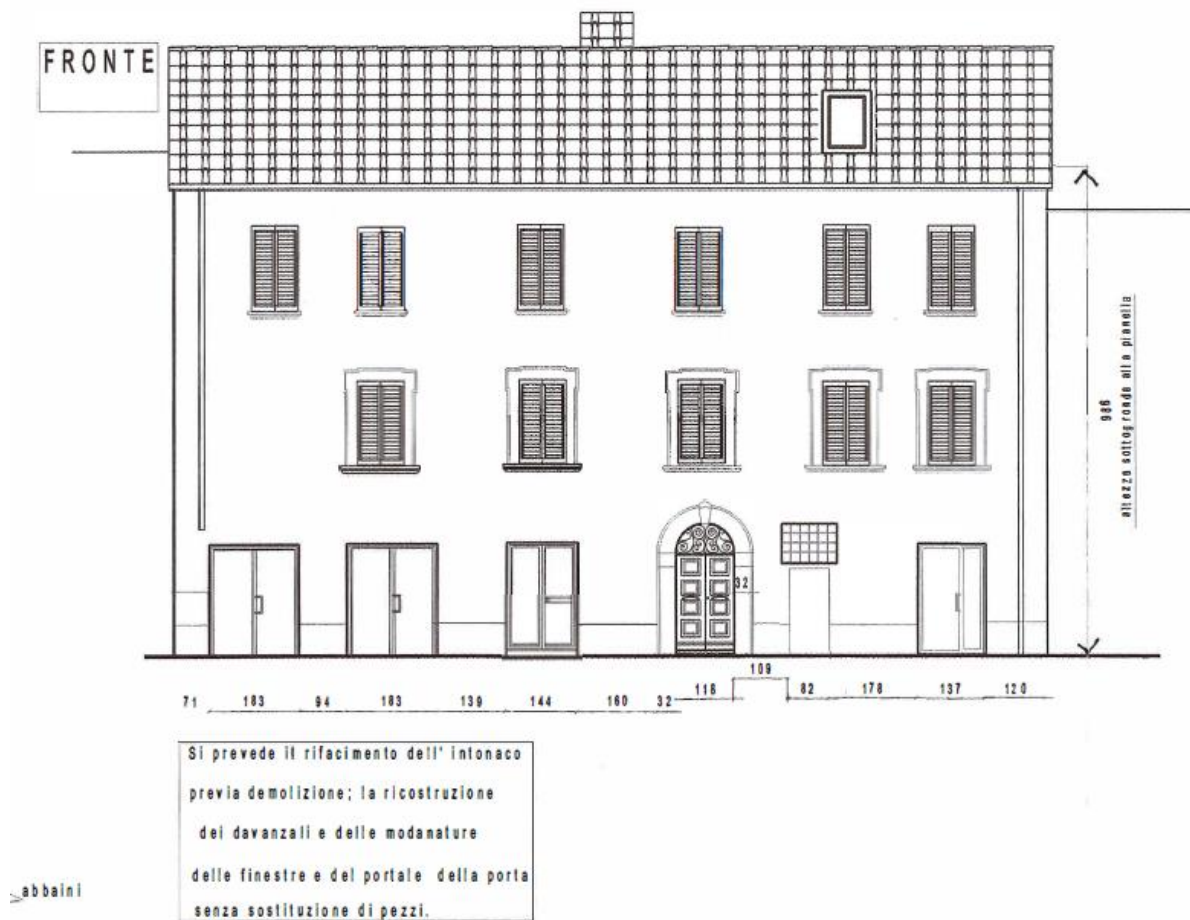 FRONTE
986
altezza sottogronda alla pianella
32
109
71 183 94 183 139 144 160 32 116 82 178 137 120
Si prevede il rifacimento dell' intonaco
previa demolizione; la ricostruzione
dei davanzali e delle modanature
delle finestre e del portale della porta
senza sostituzione di pezzi.
abbaini